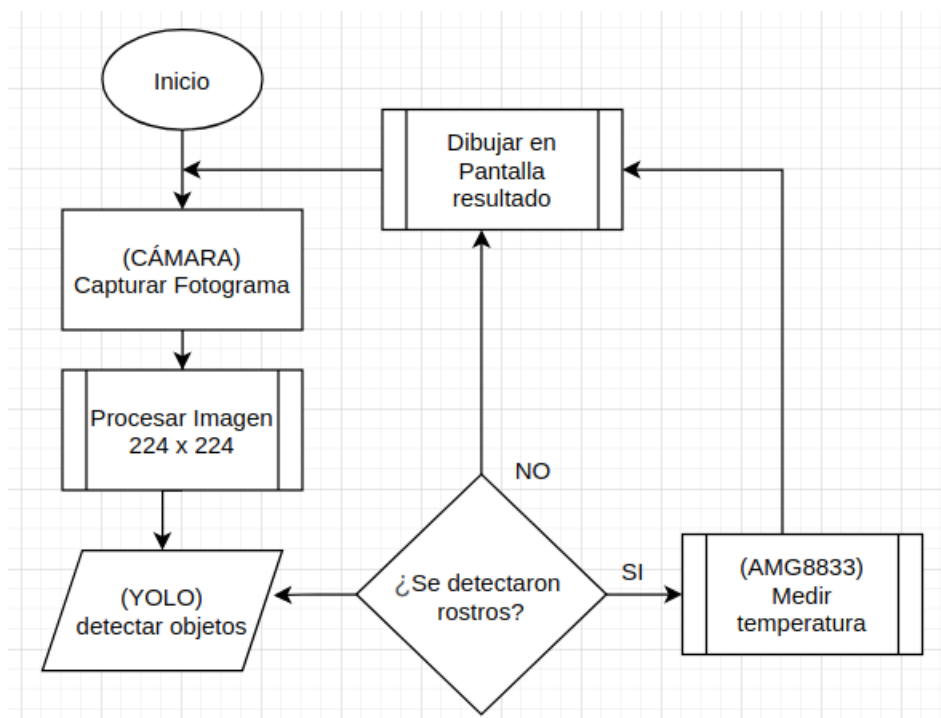 Inicio
Dibujar en
Pantalla
resultado
(CÁMARA)
Capturar Fotograma
Procesar Imagen
224 x 224
NO
¿Se detectaron
rostros?
SI
(AMG8833)
Medir
temperatura
(YOLO)
detectar objetos